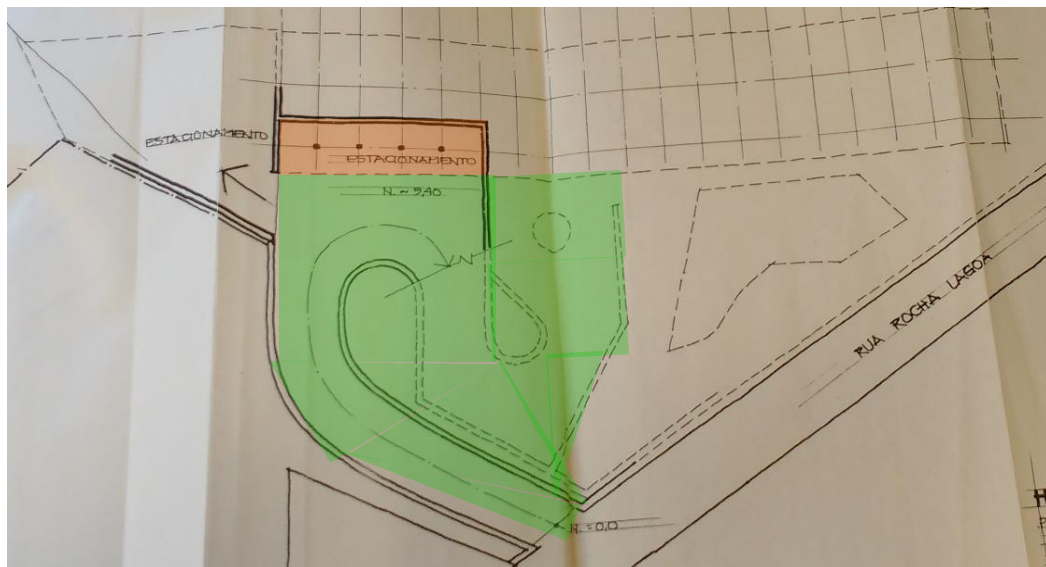 ESTACIONAMENTO
ESTACIONAMENTO
N. = 5,40
N
RUA ROCHA LAGOA
N. = 0,0
H
P